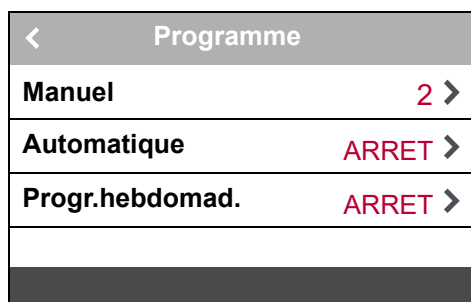 Programme
Manuel 2
Automatique ARRET
Progr.hebdomad. ARRET